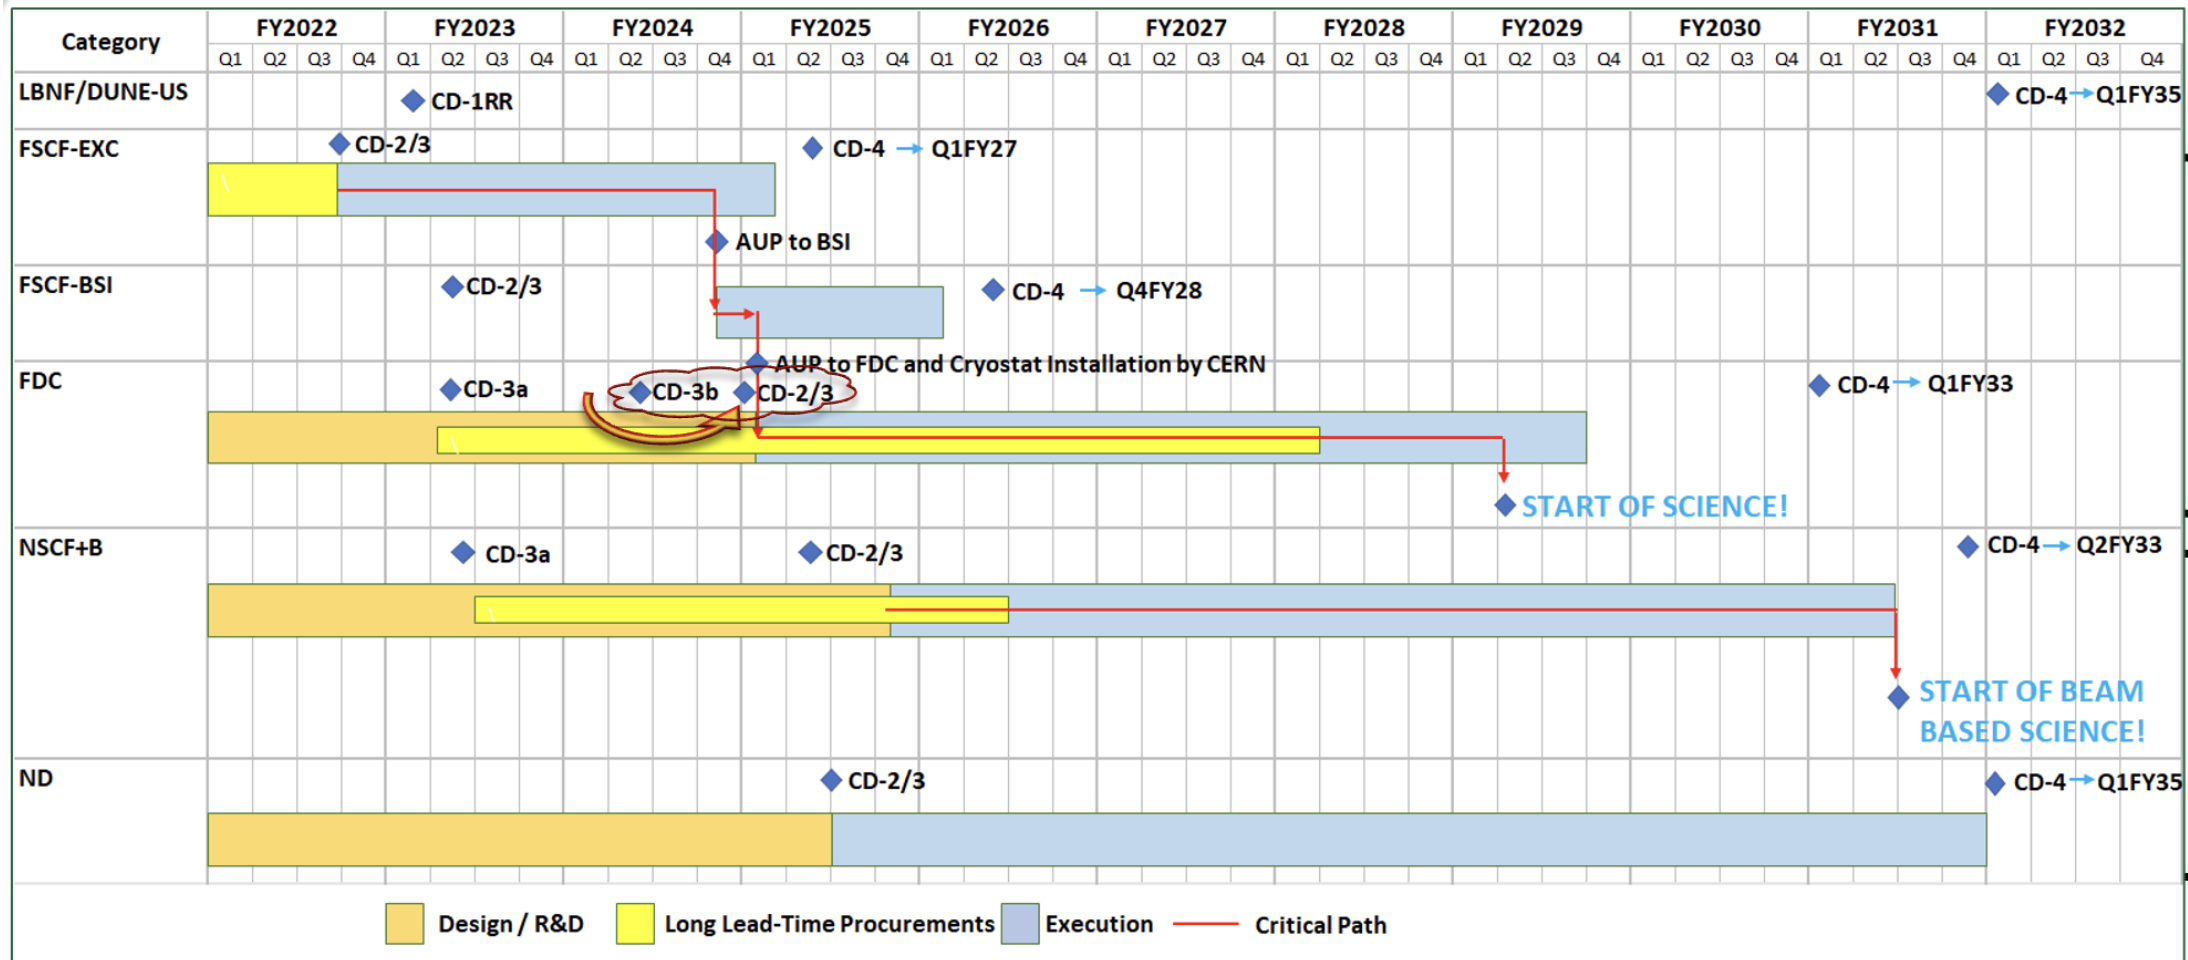 Category FY2022 FY2023 FY2024 FY2025 FY2026 FY2027 FY2028 FY2029 FY2030 FY2031 FY2032
Q1 Q2 Q3 Q4 Q1 Q2 Q3 Q4 Q1 Q2 Q3 Q4 Q1 Q2 Q3 Q4 Q1 Q2 Q3 Q4 Q1 Q2 Q3 Q4 Q1 Q2 Q3 Q4 Q1 Q2 Q3 Q4 Q1 Q2 Q3 Q4 Q1 Q2 Q3 Q4 Q1 Q2 Q3 Q4
LBNF/DUNE-US CD-1RR CD-4 Q1FY35
FSCF-EXC CD-2/3 CD-4 Q1FY27
AUP to BSI
FSCF-BSI CD-2/3 CD-4 Q4FY28
AUP to FDC and Cryostat Installation by CERN
FDC CD-3a CD-3b CD-2/3 CD-4 Q1FY33
START OF SCIENCE!
NSCF+B CD-3a CD-2/3 CD-4 Q2FY33
START OF BEAM
BASED SCIENCE!
ND CD-2/3 CD-4 Q1FY35
Design / R&D Long Lead-Time Procurements Execution Critical Path